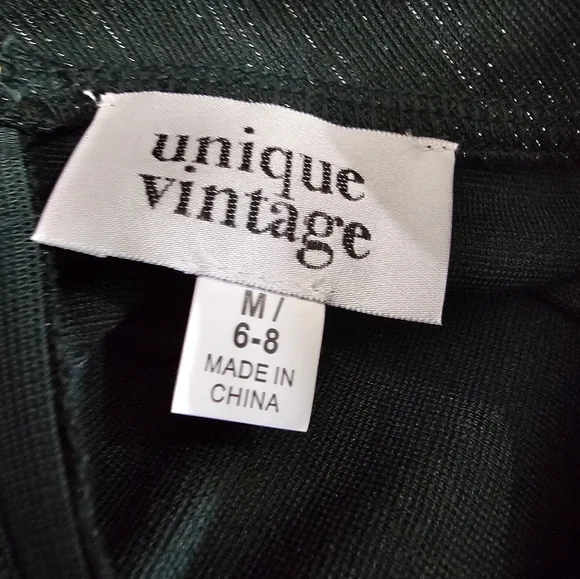 unique
vintage
M /
6-8
MADE IN
CHINA